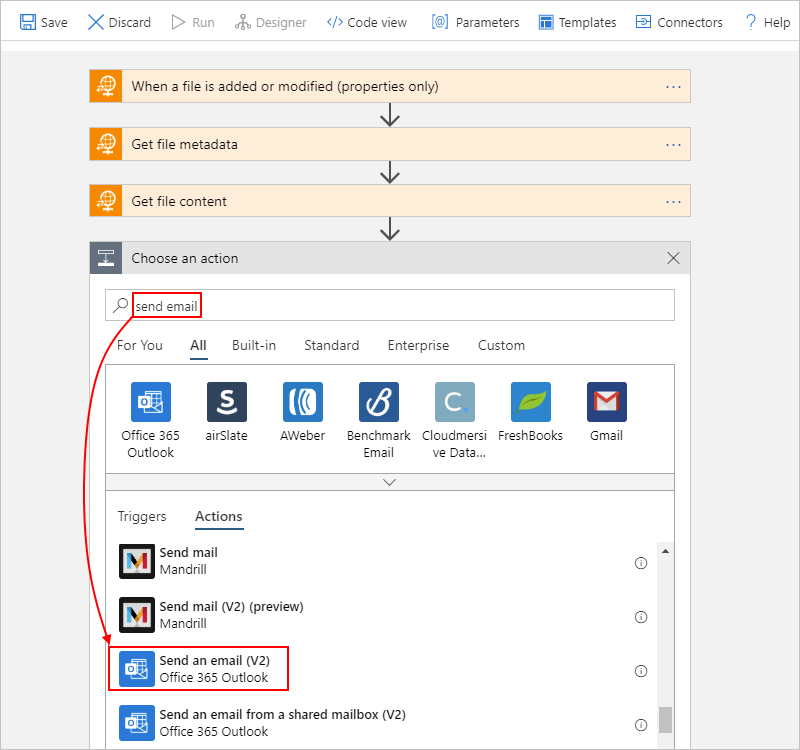 Save Discard Run Designer Code view Parameters Templates Connectors Help
When a file is added or modified (properties only)
Get file metadata
Get file content
Choose an action
send email
For You All Built-in Standard Enterprise Custom
Office 365 Outlook
airSlate
AWeber
Benchmark Email
Cloudmersive Data...
FreshBooks
Gmail
Triggers Actions
Send mail
Mandrill
Send mail (V2) (preview)
Mandrill
Send an email (V2)
Office 365 Outlook
Send an email from a shared mailbox (V2)
Office 365 Outlook